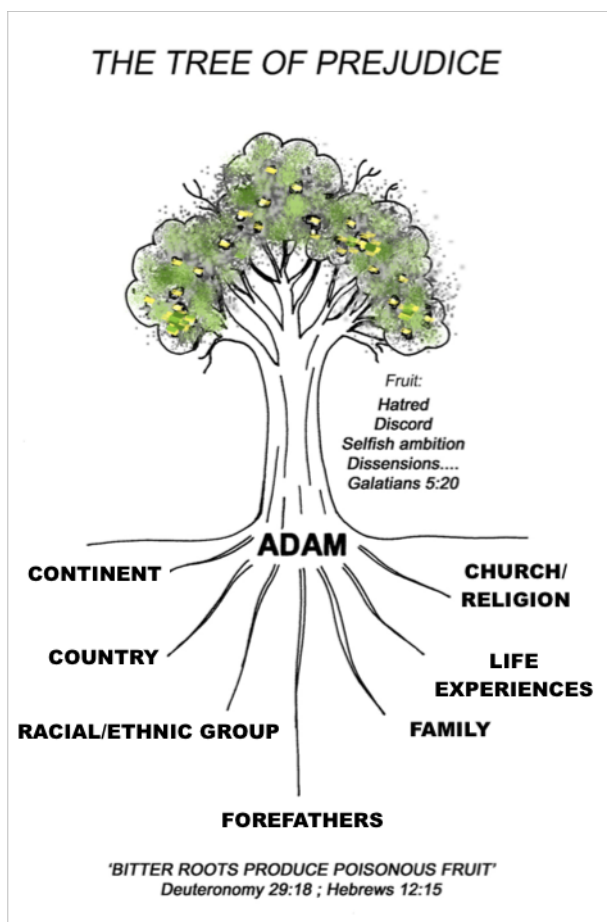 THE TREE OF PREJUDICE
Fruit:
Hatred
Discord
Selfish ambition
Dissensions....
Galatians 5:20
ADAM
CONTINENT
COUNTRY
RACIAL/ETHNIC GROUP
FOREFATHERS
FAMILY
LIFE
EXPERIENCES
CHURCH/
RELIGION
'BITTER ROOTS PRODUCE POISONOUS FRUIT'
Deuteronomy 29:18 ; Hebrews 12:15